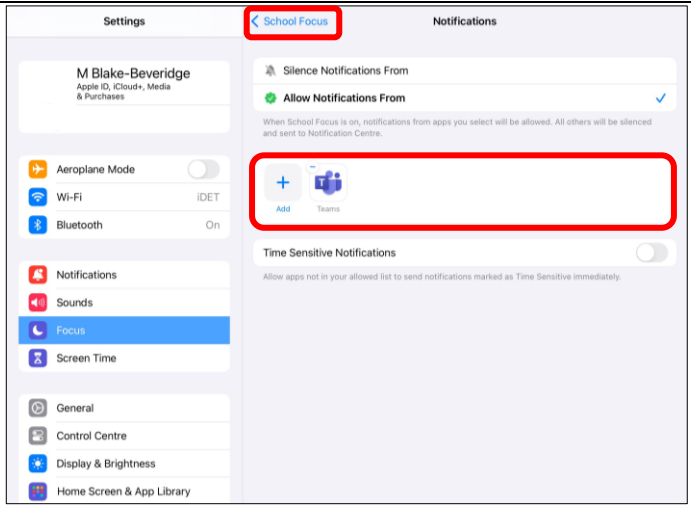 Settings
School Focus
Notifications
M Blake-Beveridge
Apple ID, iCloud+, Media
& Purchases
Aeroplane Mode
Wi-Fi
iDET
Bluetooth
On
Notifications
Sounds
Focus
Screen Time
General
Control Centre
Display & Brightness
Home Screen & App Library
Silence Notifications From
Allow Notifications From
When School Focus is on, notifications from apps you select will be allowed. All others will be silenced
and sent to Notification Centre.
Add
Teams
Time Sensitive Notifications
Allow apps not in your allowed list to send notifications marked as Time Sensitive immediately.